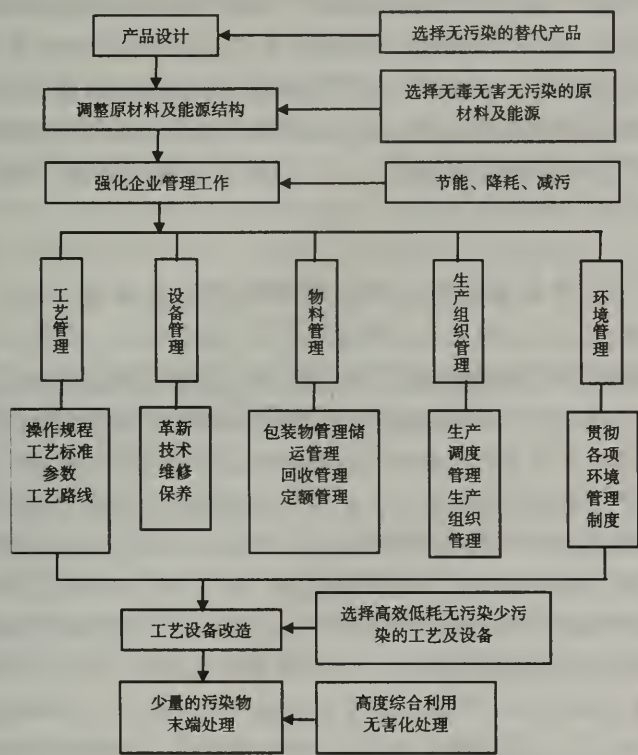 产品设计
选择无污染的替代产品
调整原材料及能源结构
选择无毒无害无污染的原
材料及能源
强化企业管理工作
节能、降耗、减污
工艺管理
设备管理
物料管理
生产组织管理
环境管理
操作规程
工艺标准
参数
工艺路线
革新
技术
维修
保养
包装物管理储
运管理
回收管理
定额管理
生产
调度
管理
生产
组织
管理
贯彻
各项
环境
管理
制度
工艺设备改造
选择高效低耗无污染少污
染的工艺及设备
少量的污染物
末端处理
高度综合利用
无害化处理